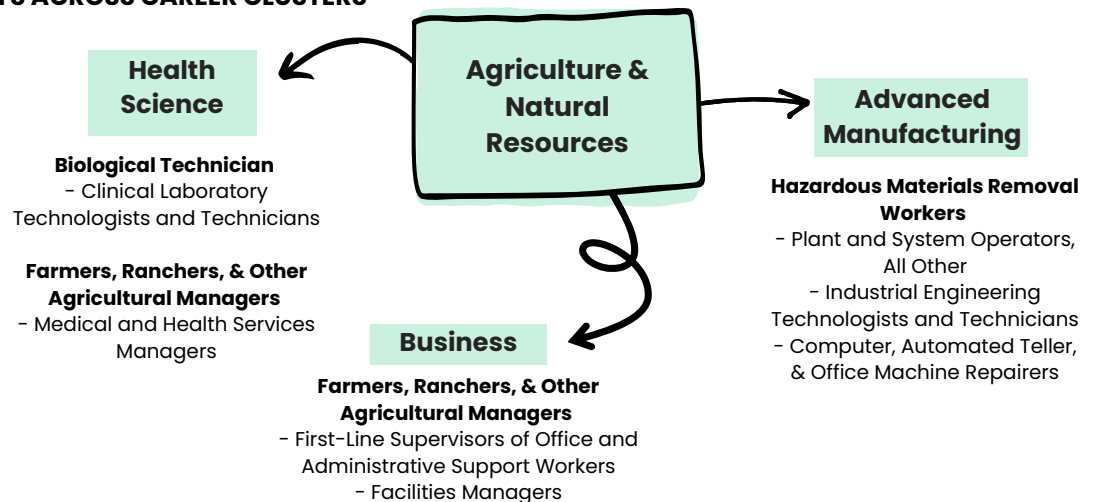 ACROSS CAREER CLUSTERS
Agriculture &
Natural
Resources
Health
Science
Biological Technician
- Clinical Laboratory
Technologists and Technicians
Farmers, Ranchers, & Other
Agricultural Managers
- Medical and Health Services
Managers
Business
Farmers, Ranchers, & Other
Agricultural Managers
- First-Line Supervisors of Office and
Administrative Support Workers
- Facilities Managers
Advanced
Manufacturing
Hazardous Materials Removal
Workers
- Plant and System Operators,
All Other
- Industrial Engineering
Technologists and Technicians
- Computer, Automated Teller,
& Office Machine Repairers